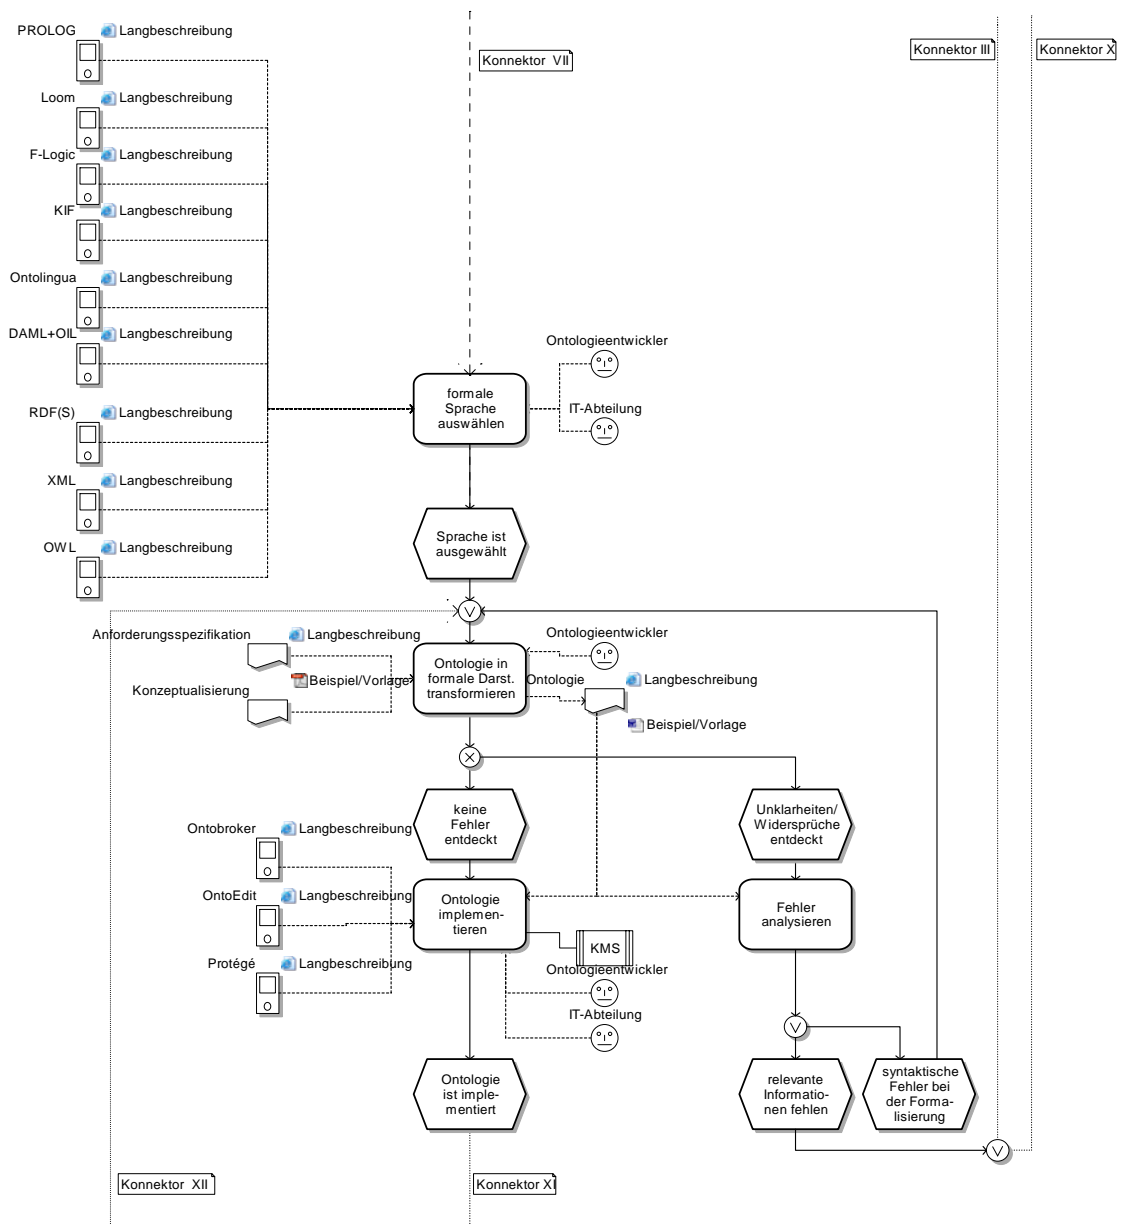 PROLOG
Langbeschreibung
Konnektor VII
Konnektor III
Konnektor X
Loom
Langbeschreibung
F-Logic
Langbeschreibung
KIF
Langbeschreibung
Ontolingua
Langbeschreibung
DAML+OIL
Langbeschreibung
Ontologieentwickler
formale
Sprache
auswählen
IT-Abteilung
RDF(S)
Langbeschreibung
XML
Langbeschreibung
OWL
Langbeschreibung
Sprache ist
ausgewählt
Anforderungsspezifikation
Langbeschreibung
Ontologieentwickler
Ontologie in
formale Darst.
transformieren
Beispiel/Vorlage
Ontologie
Langbeschreibung
Konzeptualisierung
Beispiel/Vorlage
keine
Fehler
entdeckt
Unklarheiten/
Widersprüche
entdeckt
Ontobroker
Langbeschreibung
OntoEdit
Langbeschreibung
Ontologie
implemen-
tieren
Fehler
analysieren
KMS
Protégé
Langbeschreibung
Ontologieentwickler
IT-Abteilung
Ontologie
ist imple-
mentiert
relevante
Informatio-
nen fehlen
syntaktische
Fehler bei
der Forma-
lisierung
Konnektor XII
Konnektor XI